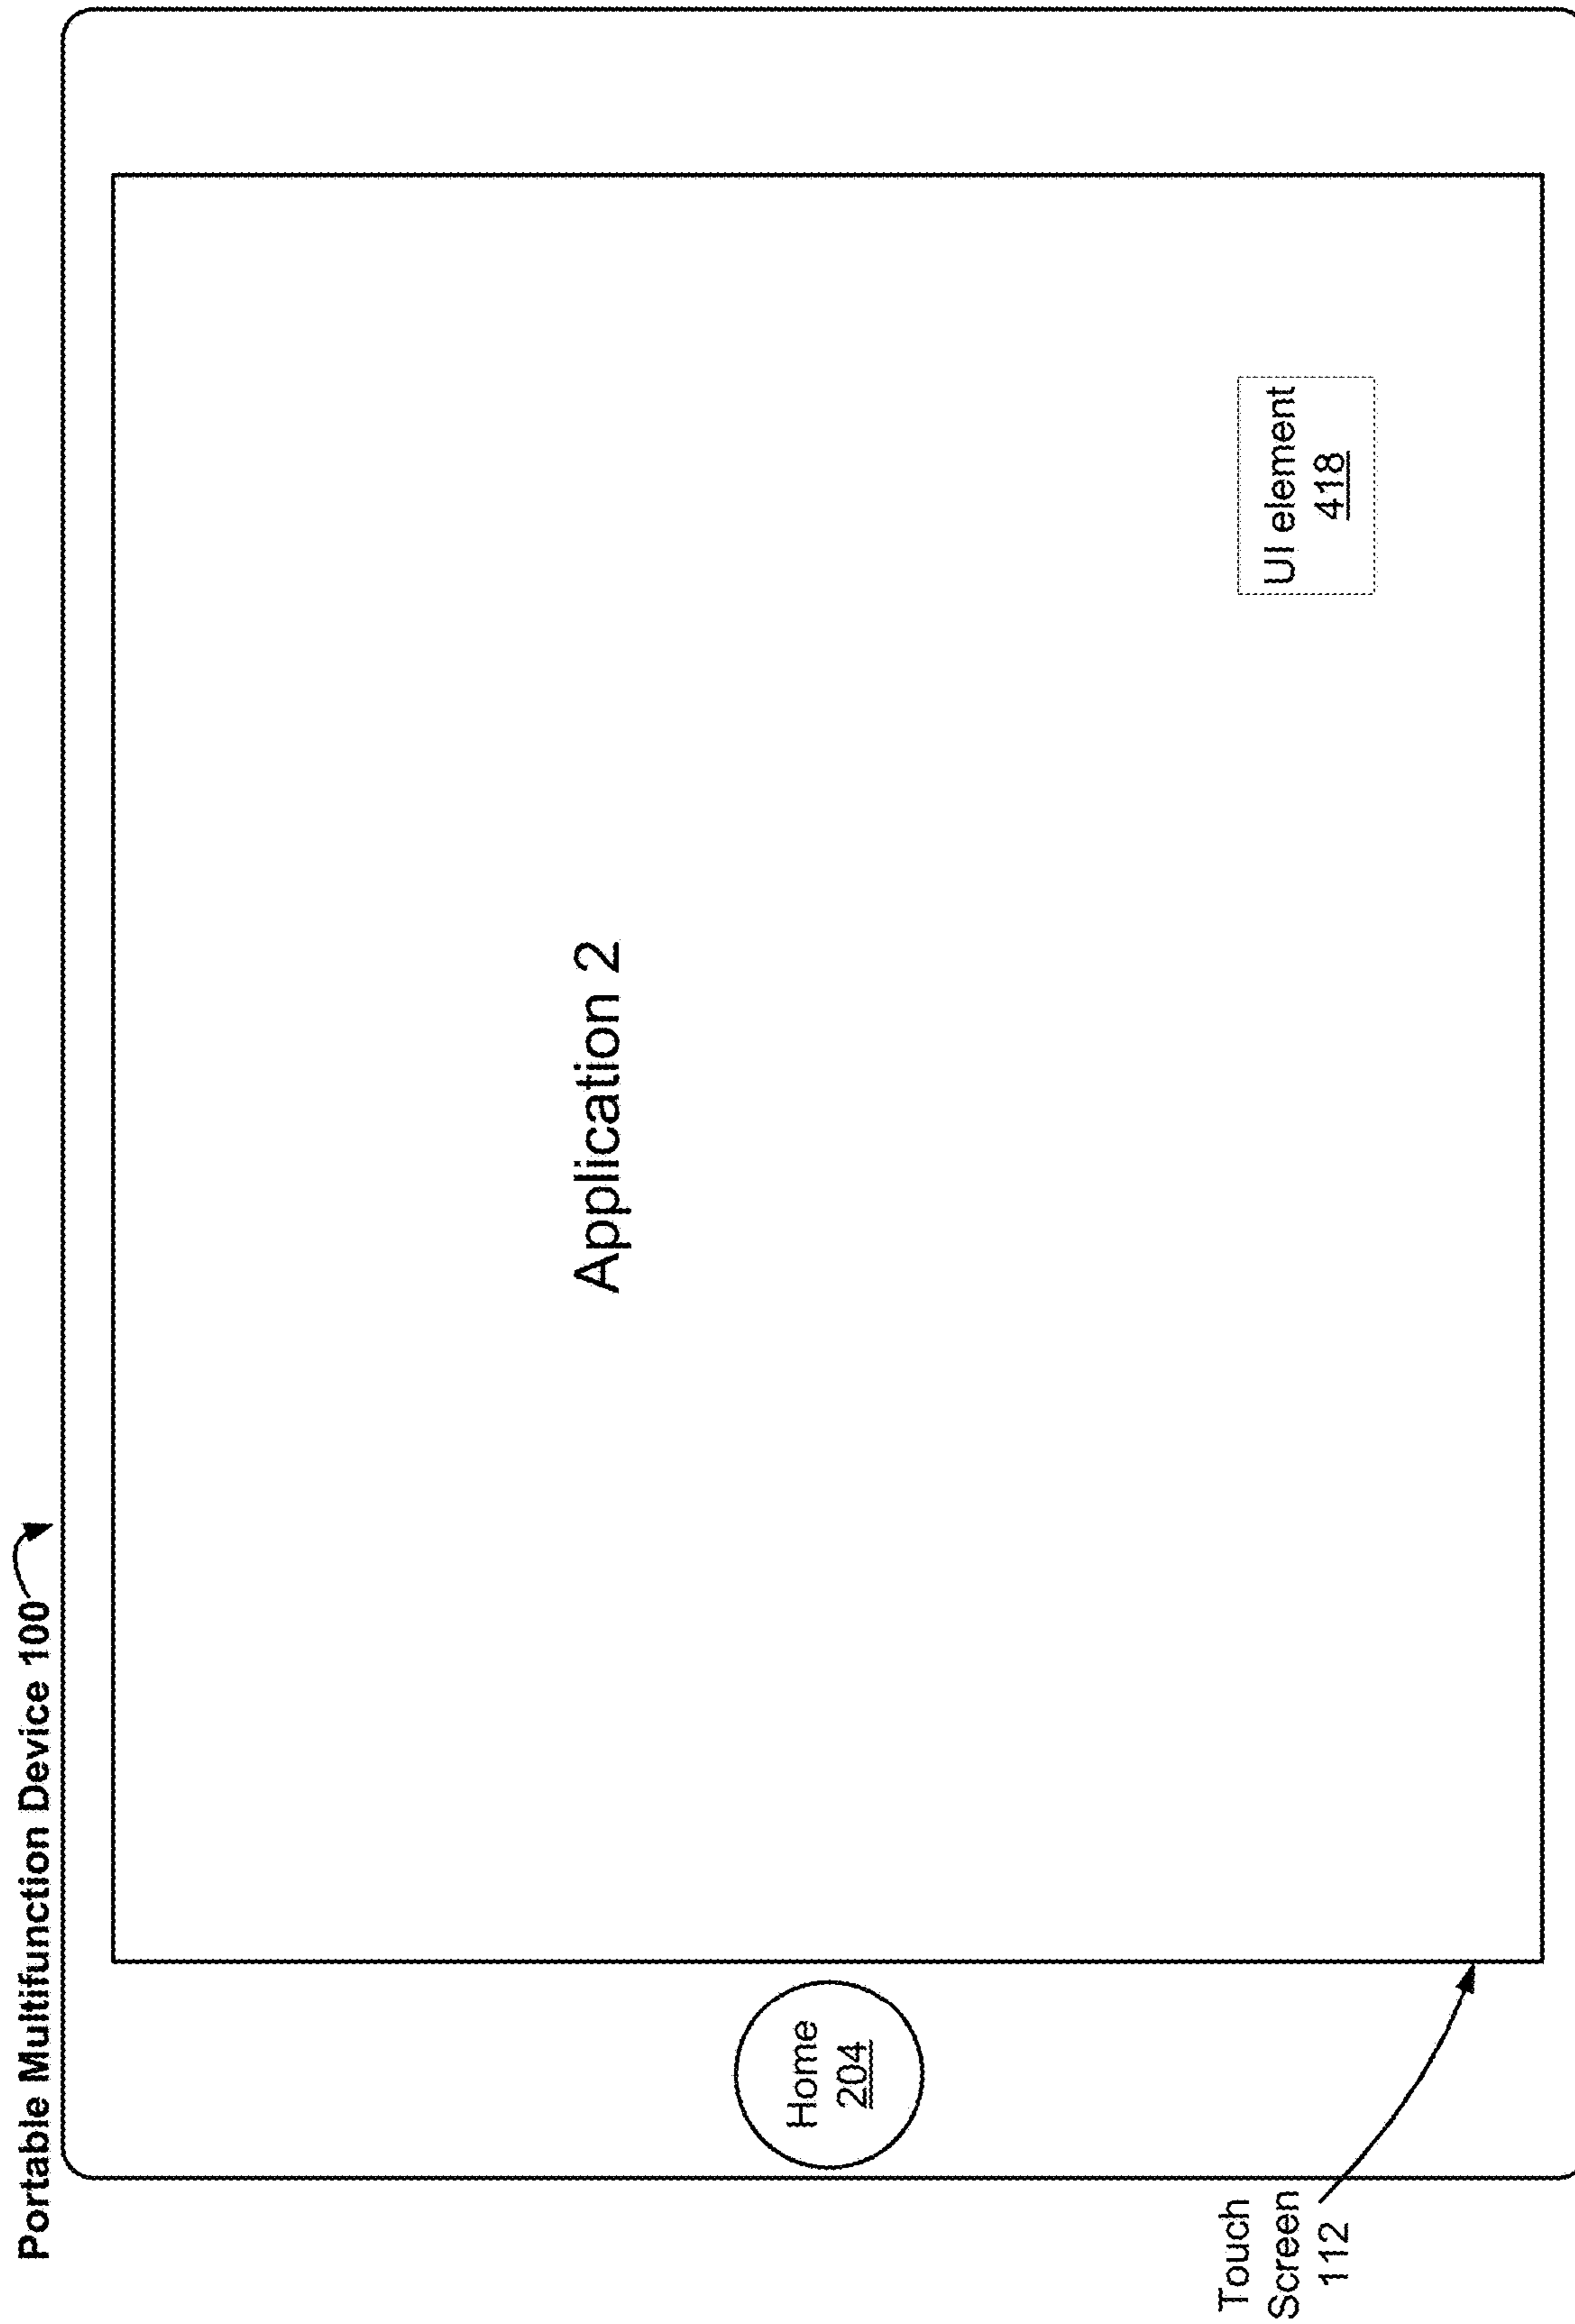 Portable Multifunction Device 100
Application 2
UI element
418
Home
204
Touch
Screen
112